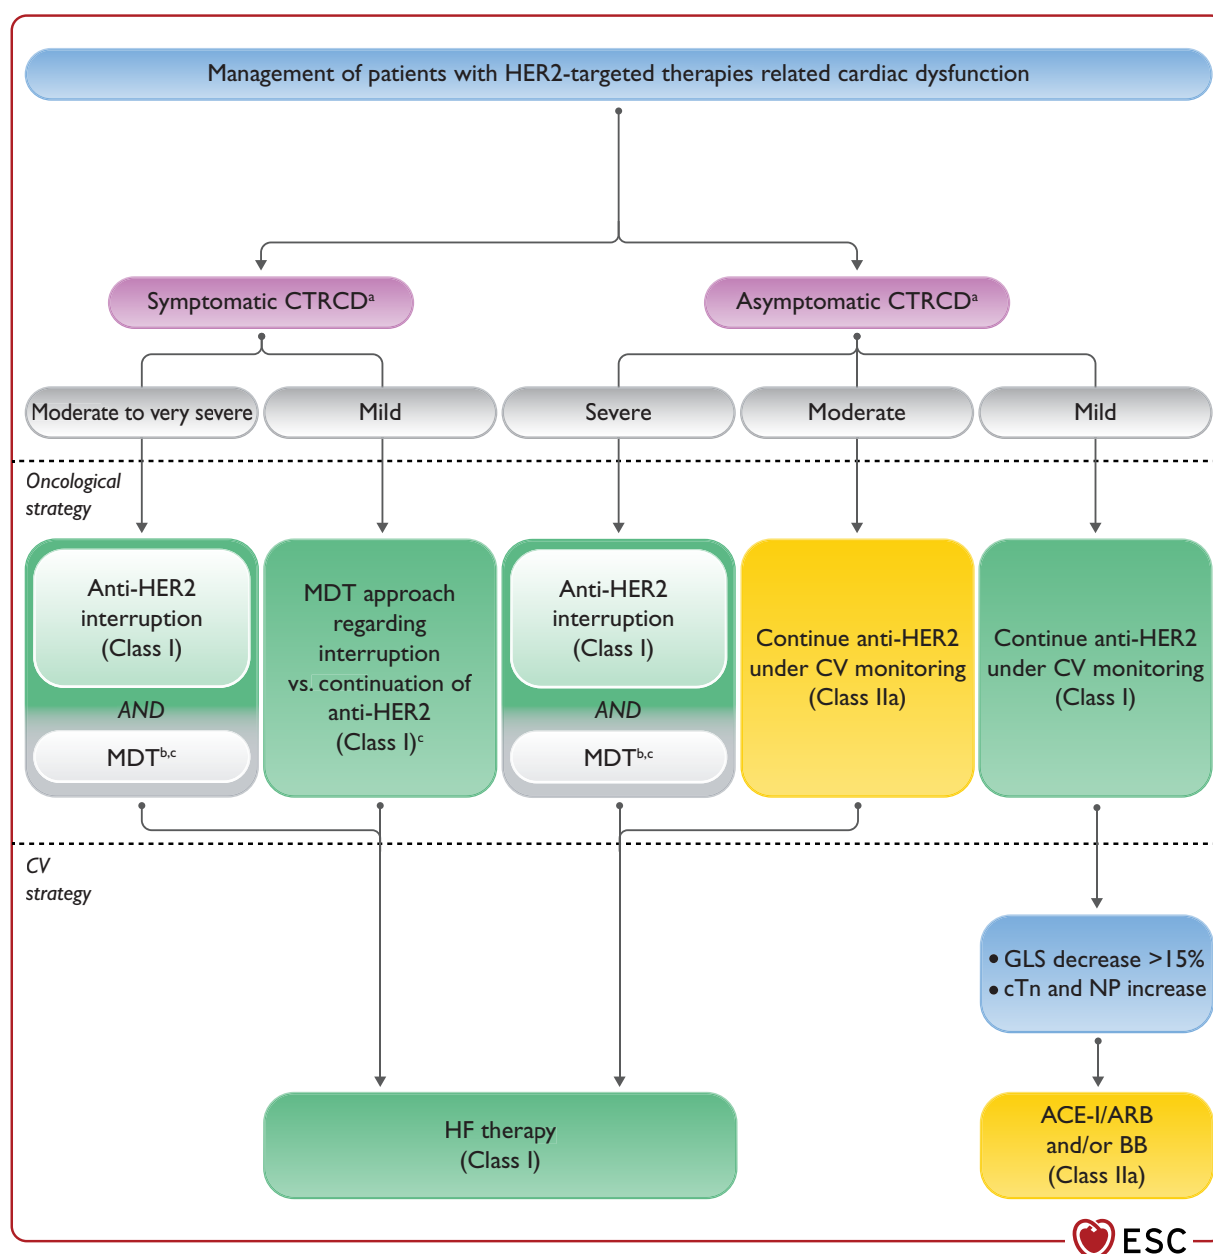 Management of patients with HER2-targeted therapies related cardiac dysfunction
Symptomatic CTRCDᵃ
Asymptomatic CTRCDᵃ
Moderate to very severe
Mild
Severe
Moderate
Mild
Oncological
strategy
Anti-HER2
interruption
(Class I)
AND
MDTᵇ,ᶜ
MDT approach
regarding
interruption
vs. continuation of
anti-HER2
(Class I)ᶜ
Anti-HER2
interruption
(Class I)
AND
MDTᵇ,ᶜ
Continue anti-HER2
under CV monitoring
(Class IIa)
Continue anti-HER2
under CV monitoring
(Class I)
CV
strategy
• GLS decrease >15%
• cTn and NP increase
HF therapy
(Class I)
ACE-I/ARB
and/or BB
(Class IIa)
ESC